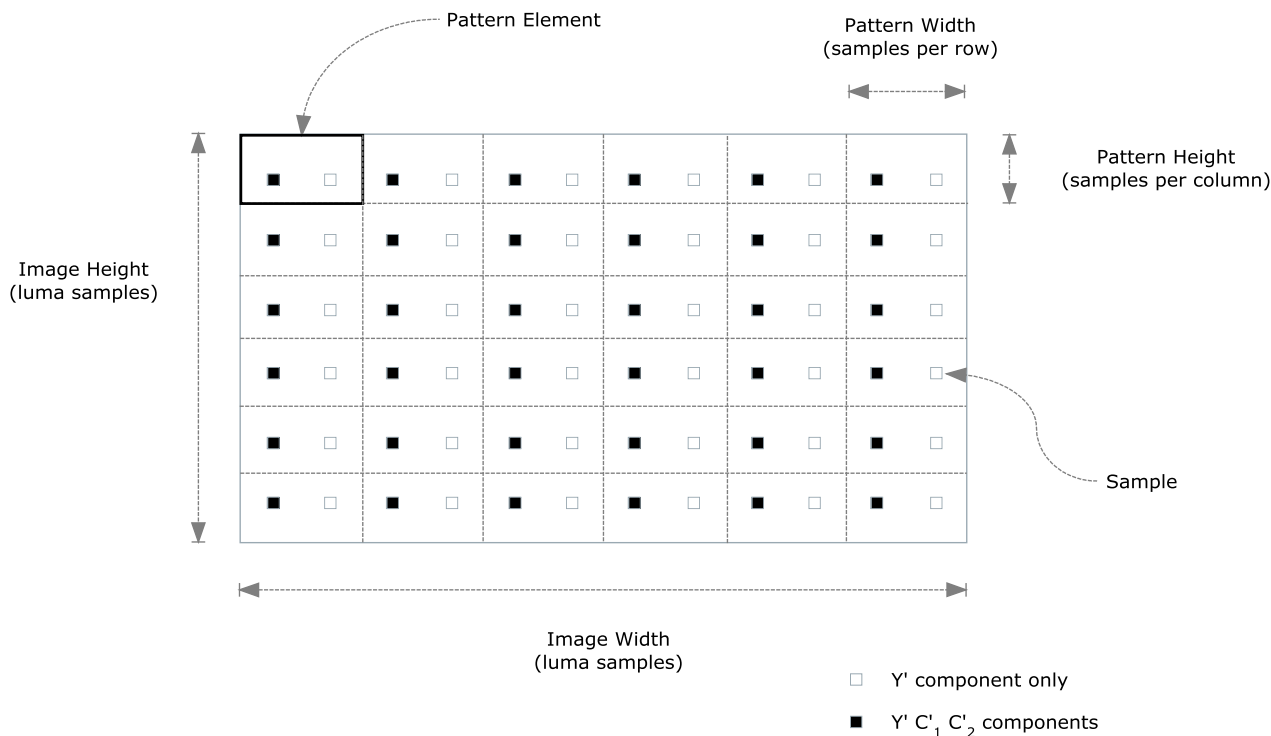 Pattern Element
Pattern Width
(samples per row)
Pattern Height
(samples per column)
Image Height
(luma samples)
Sample
Image Width
(luma samples)
Y' component only
Y' C'₁ C'₂ components